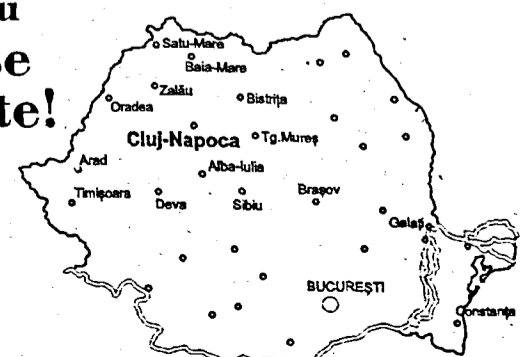 u
se
te!
Satu-Mare
Baia-Mare
Zalău
Oradea
Bistrița
Cluj-Napoca
Tg.Mureș
Arad
Alba-Iulia
Timișoara
Deva
Sibiu
Brașov
Galați
BUCUREȘTI
Constanța